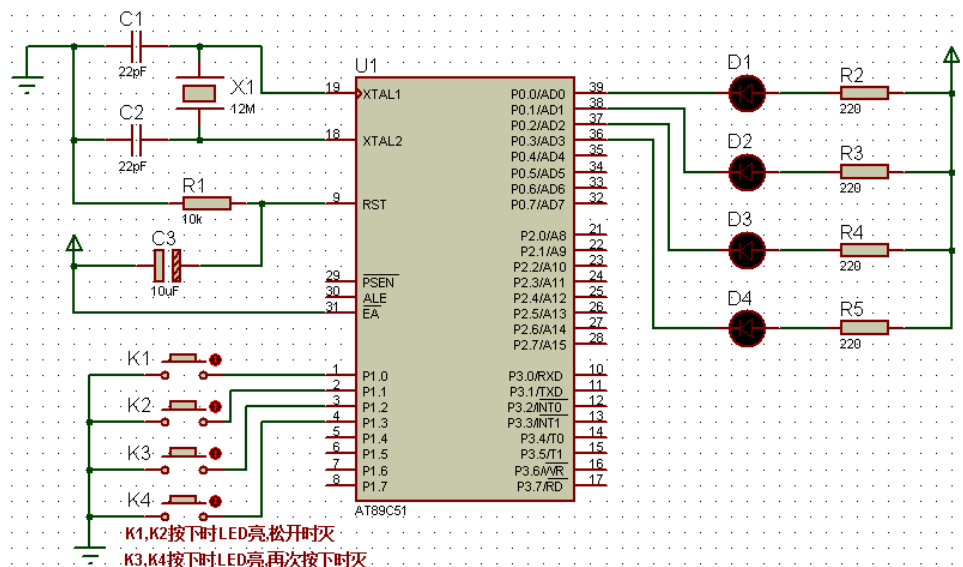 C1
22pF
X1
12M
C2
22pF
R1
10k
C3
10uF
U1
19 XTAL1
18 XTAL2
9 RST
29 PSEN
30 ALE
31 EA
1 P1.0
2 P1.1
3 P1.2
4 P1.3
5 P1.4
6 P1.5
7 P1.6
8 P1.7
P0.0/AD0 39
P0.1/AD1 38
P0.2/AD2 37
P0.3/AD3 36
P0.4/AD4 35
P0.5/AD5 34
P0.6/AD6 33
P0.7/AD7 32
P2.0/A8 21
P2.1/A9 22
P2.2/A10 23
P2.3/A11 24
P2.4/A12 25
P2.5/A13 26
P2.6/A14 27
P2.7/A15 28
P3.0/RXD 10
P3.1/TXD 11
P3.2/INT0 12
P3.3/INT1 13
P3.4/T0 14
P3.5/T1 15
P3.6/WR 16
P3.7/RD 17
AT89C51
D1
R2
220
D2
R3
220
D3
R4
220
D4
R5
220
K1
K2
K3
K4
K1,K2按下时LED亮,松开时灭
K3,K4按下时LED亮,再次按下时灭